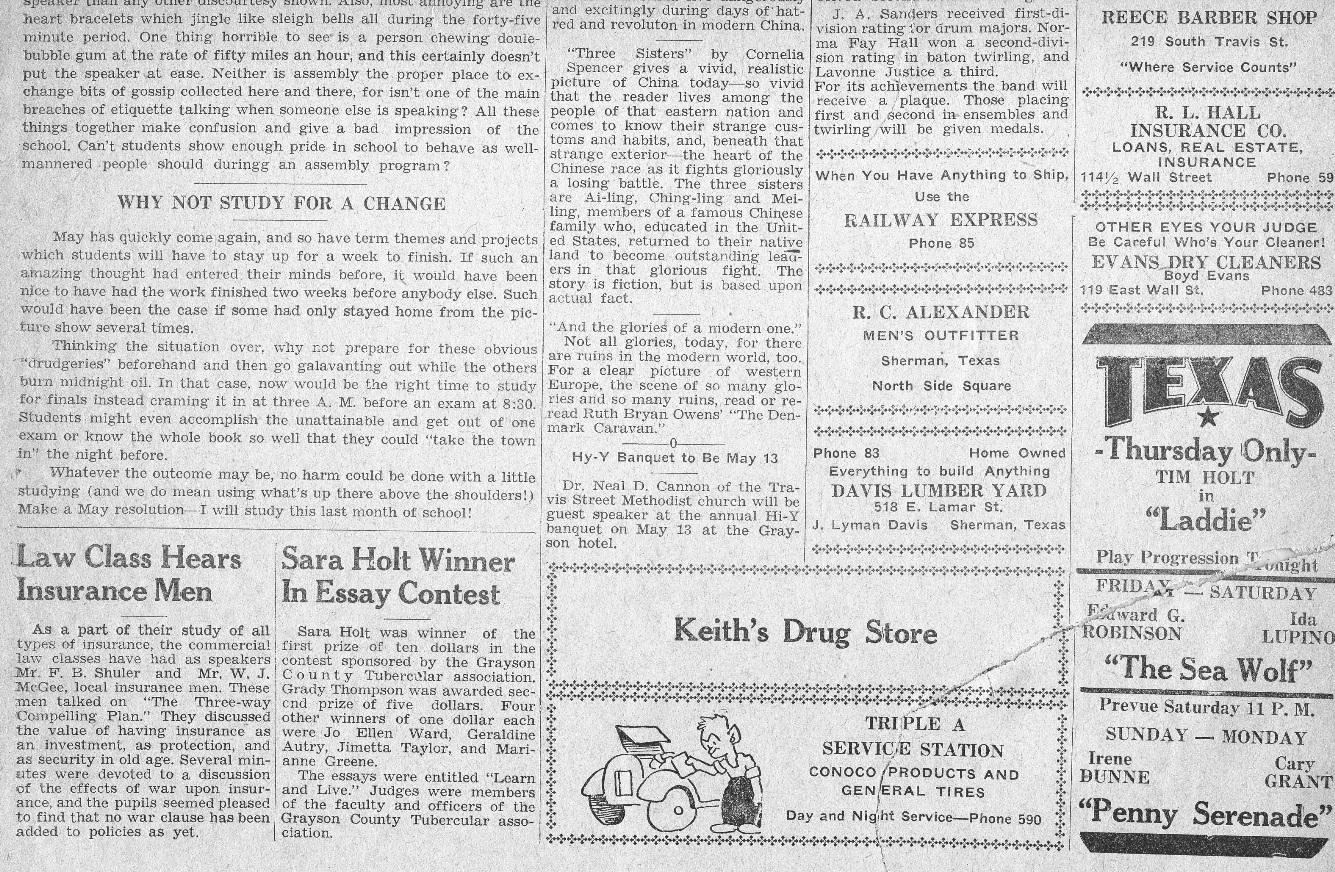 speaker than any other discourtesy shown. Also, most annoying are the
heart bracelets which jingle like sleigh bells all during the forty-five
minute period. One thing horrible to see is a person chewing doule-
bubble gum at the rate of fifty miles an hour, and this certainly doesn't
put the speaker at ease. Neither is assembly the proper place to ex-
change bits of gossip collected here and there, for isn't one of the main
breaches of etiquette talking when someone else is speaking? All these
things together make confusion and give a bad impression of the
school. Can't students show enough pride in school to behave as well-
mannered people should duringg an assembly program?
WHY NOT STUDY FOR A CHANGE
May has quickly come again, and so have term themes and projects
which students will have to stay up for a week to finish. If such an
amazing thought had entered their minds before, it would have been
nice to have had the work finished two weeks before anybody else. Such
would have been the case if some had only stayed home from the pic-
ture show several times.
Thinking the situation over, why not prepare for these obvious
"drudgeries" beforehand and then go galavanting out while the others
burn midnight oil. In that case, now would be the right time to study
for finals instead craming it in at three A. M. before an exam at 8:30.
Students might even accomplish the unattainable and get out of one
exam or know the whole book so well that they could "take the town
in" the night before.
Whatever the outcome may be, no harm could be done with a little
studying (and we do mean using what's up there above the shoulders!)
Make a May resolution—I will study this last month of school!
Law Class Hears
Insurance Men
As a part of their study of all
types of insurance, the commercial
law classes have had as speakers
Mr. F. B. Shuler and Mr. W. J.
McGee, local insurance men. These
men talked on "The Three-way
Compelling Plan." They discussed
the value of having insurance as
an investment, as protection, and
as security in old age. Several min-
utes were devoted to a discussion
of the effects of war upon insur-
ance, and the pupils seemed pleased
to find that no war clause has been
added to policies as yet.
Sara Holt Winner
In Essay Contest
Sara Holt was winner of the
first prize of ten dollars in the
contest sponsored by the Grayson
County Tubercular association.
Grady Thompson was awarded sec-
ond prize of five dollars. Four
other winners of one dollar each
were Jo Ellen Ward, Geraldine
Autry, Jimetta Taylor, and Mari-
anne Greene.
The essays were entitled "Learn
and Live." Judges were members
of the faculty and officers of the
Grayson County Tubercular asso-
ciation.
and excitingly during days of hat-
red and revoluton in modern China.
"Three Sisters" by Cornelia
Spencer gives a vivid, realistic
picture of China today—so vivid
that the reader lives among the
people of that eastern nation and
comes to know their strange cus-
toms and habits, and, beneath that
strange exterior—the heart of the
Chinese race as it fights gloriously
a losing battle. The three sisters
are Ai-ling, Ching-ling and Mei-
ling, members of a famous Chinese
family who, educated in the Unit-
ed States, returned to their native
land to become outstanding lead-
ers in that glorious fight. The
story is fiction, but is based upon
actual fact.
"And the glories of a modern one."
Not all glories, today, for there
are ruins in the modern world, too.
For a clear picture of western
Europe, the scene of so many glo-
ries and so many ruins, read or re-
read Ruth Bryan Owens' "The Den-
mark Caravan."
0
Hy-Y Banquet to Be May 13
Dr. Neal D. Cannon of the Tra-
vis Street Methodist church will be
guest speaker at the annual Hi-Y
banquet on May 13 at the Gray-
son hotel.
J. A. Sanders received first-di-
vision rating for drum majors. Nor-
ma Fay Hall won a second-divi-
sion rating in baton twirling, and
Lavonne Justice a third.
For its achievements the band will
receive a plaque. Those placing
first and second in ensembles and
twirling will be given medals.
When You Have Anything to Ship,
Use the
RAILWAY EXPRESS
Phone 85
R. C. ALEXANDER
MEN'S OUTFITTER
Sherman, Texas
North Side Square
Phone 83 Home Owned
Everything to build Anything
DAVIS LUMBER YARD
518 E. Lamar St.
J. Lyman Davis Sherman, Texas
Keith's Drug Store
TRIPLE A
SERVICE STATION
CONOCO PRODUCTS AND
GENERAL TIRES
Day and Night Service—Phone 590
REECE BARBER SHOP
219 South Travis St.
"Where Service Counts"
R. L. HALL
INSURANCE CO.
LOANS, REAL ESTATE,
INSURANCE
114½ Wall Street Phone 59
OTHER EYES YOUR JUDGE
Be Careful Who's Your Cleaner!
EVANS DRY CLEANERS
Boyd Evans
119 East Wall St. Phone 483
TEXAS
-Thursday Only-
TIM HOLT
in
"Laddie"
Play Progression Tonight
FRIDAY — SATURDAY
Edward G. Ida
ROBINSON LUPINO
"The Sea Wolf"
Prevue Saturday 11 P. M.
SUNDAY — MONDAY
Irene Cary
DUNNE GRANT
"Penny Serenade"